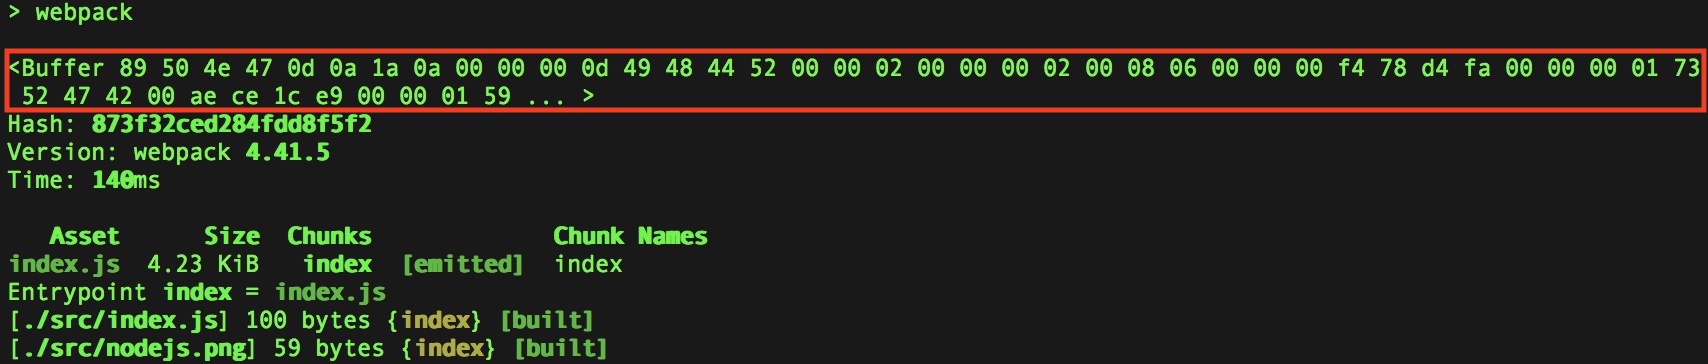 > webpack
<Buffer 89 50 4e 47 0d 0a 1a 0a 00 00 00 0d 49 48 44 52 00 00 02 00 00 00 02 00 08 06 00 00 00 f4 78 d4 fa 00 00 00 01 73
52 47 42 00 ae ce 1c e9 00 00 01 59 ... >
Hash: 873f32ced284fdd8f5f2
Version: webpack 4.41.5
Time: 140ms
Asset Size Chunks Chunk Names
index.js 4.23 KiB index [emitted] index
Entrypoint index = index.js
[./src/index.js] 100 bytes {index} [built]
[./src/nodejs.png] 59 bytes {index} [built]